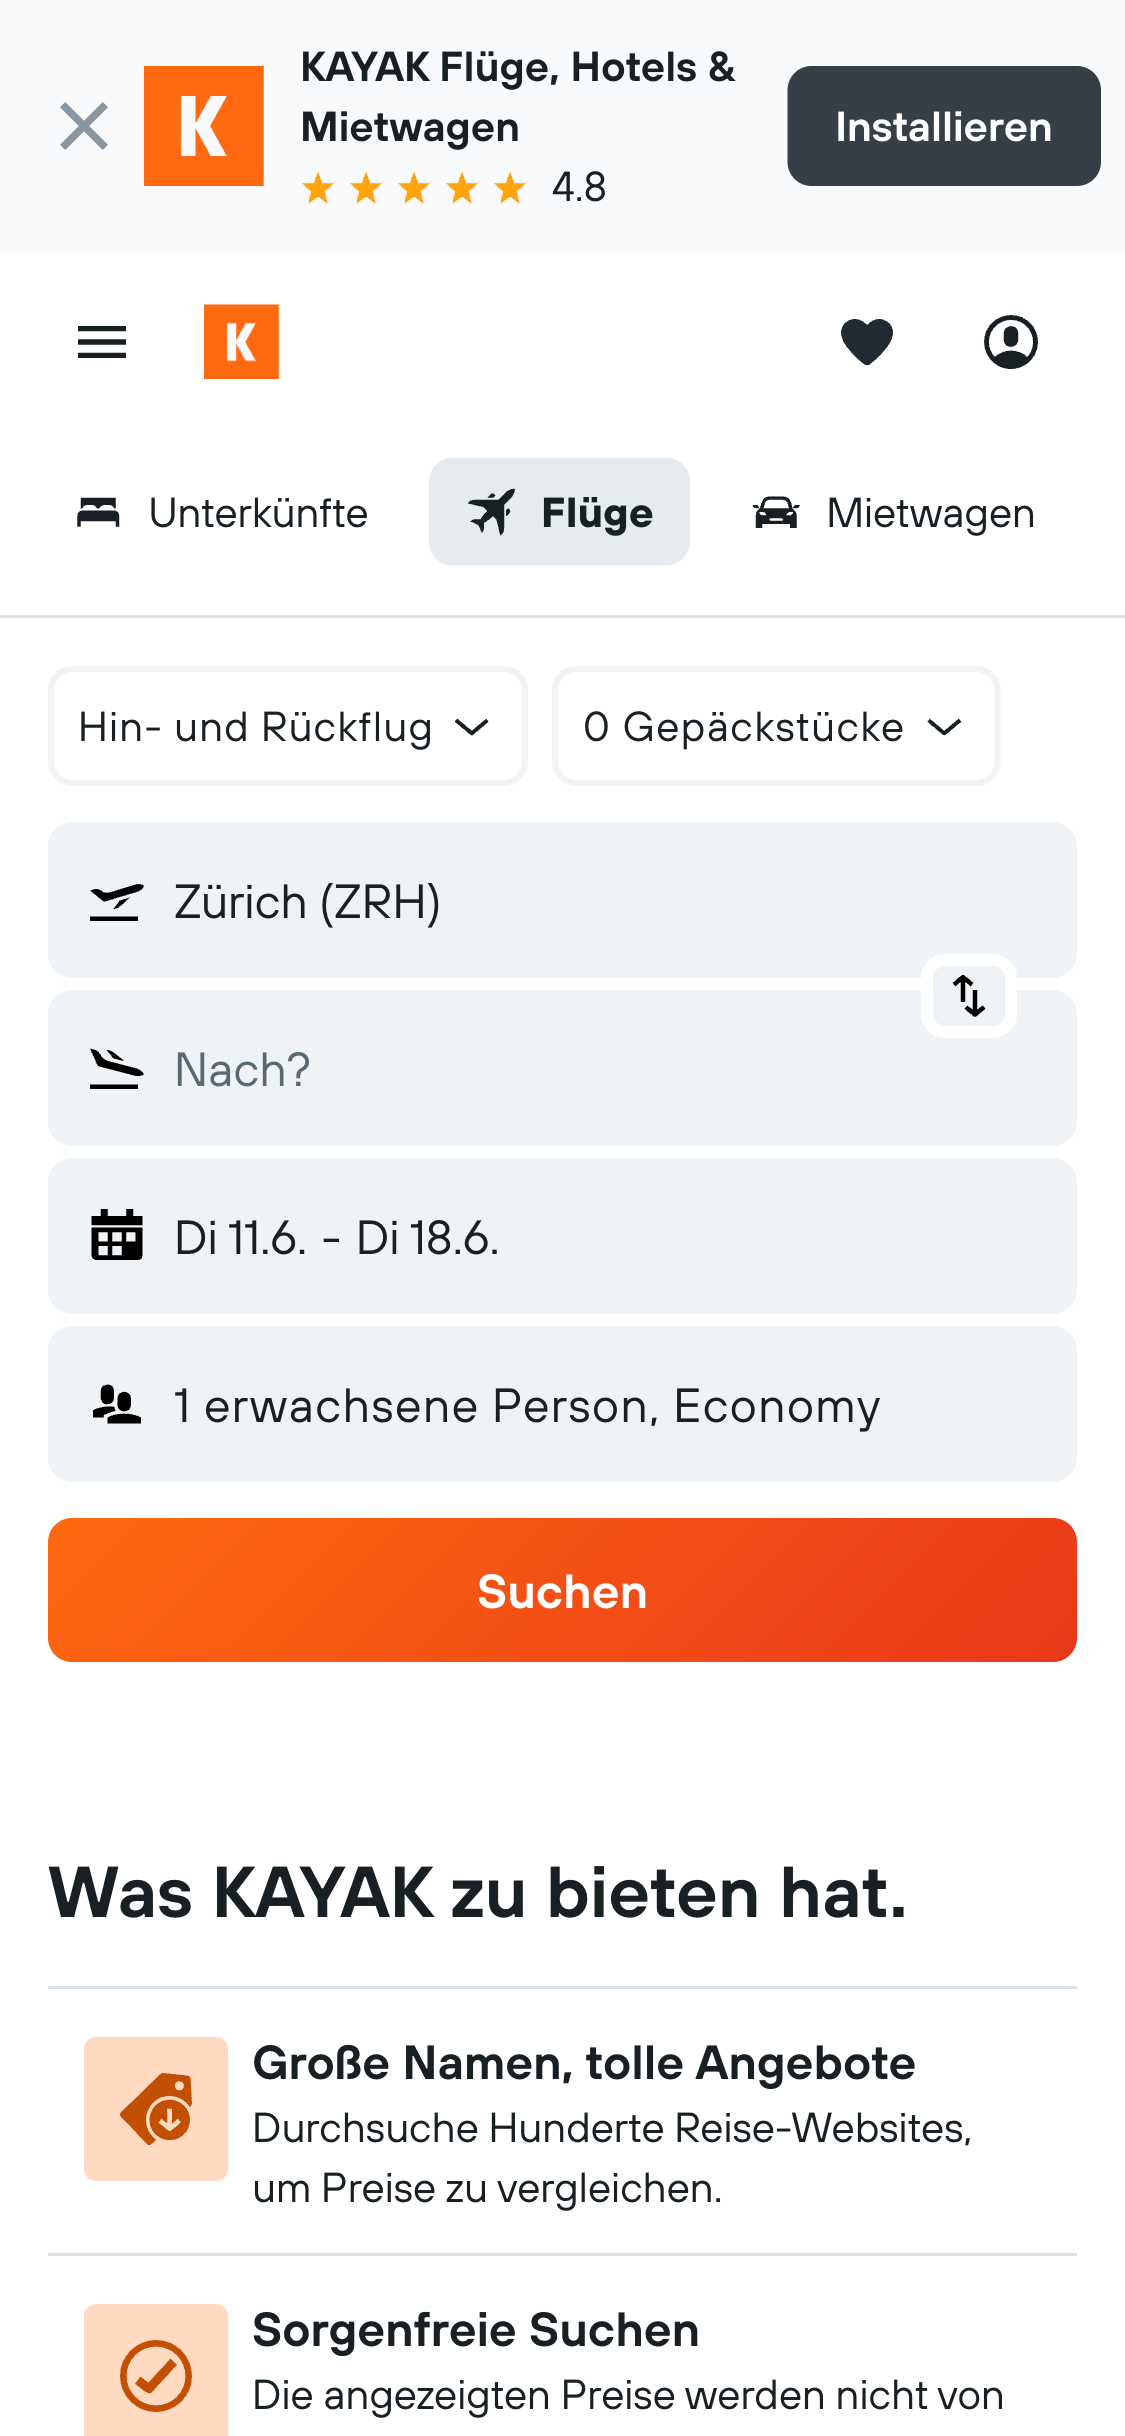 KAYAK Flüge, Hotels &
Mietwagen
4.8
Installieren
K
K
Unterkünfte
Flüge
Mietwagen
Hin- und Rückflug
0 Gepäckstücke
Zürich (ZRH)
Nach?
Di 11.6. - Di 18.6.
1 erwachsene Person, Economy
Suchen
Was KAYAK zu bieten hat.
Große Namen, tolle Angebote
Durchsuche Hunderte Reise-Websites,
um Preise zu vergleichen.
Sorgenfreie Suchen
Die angezeigten Preise werden nicht von